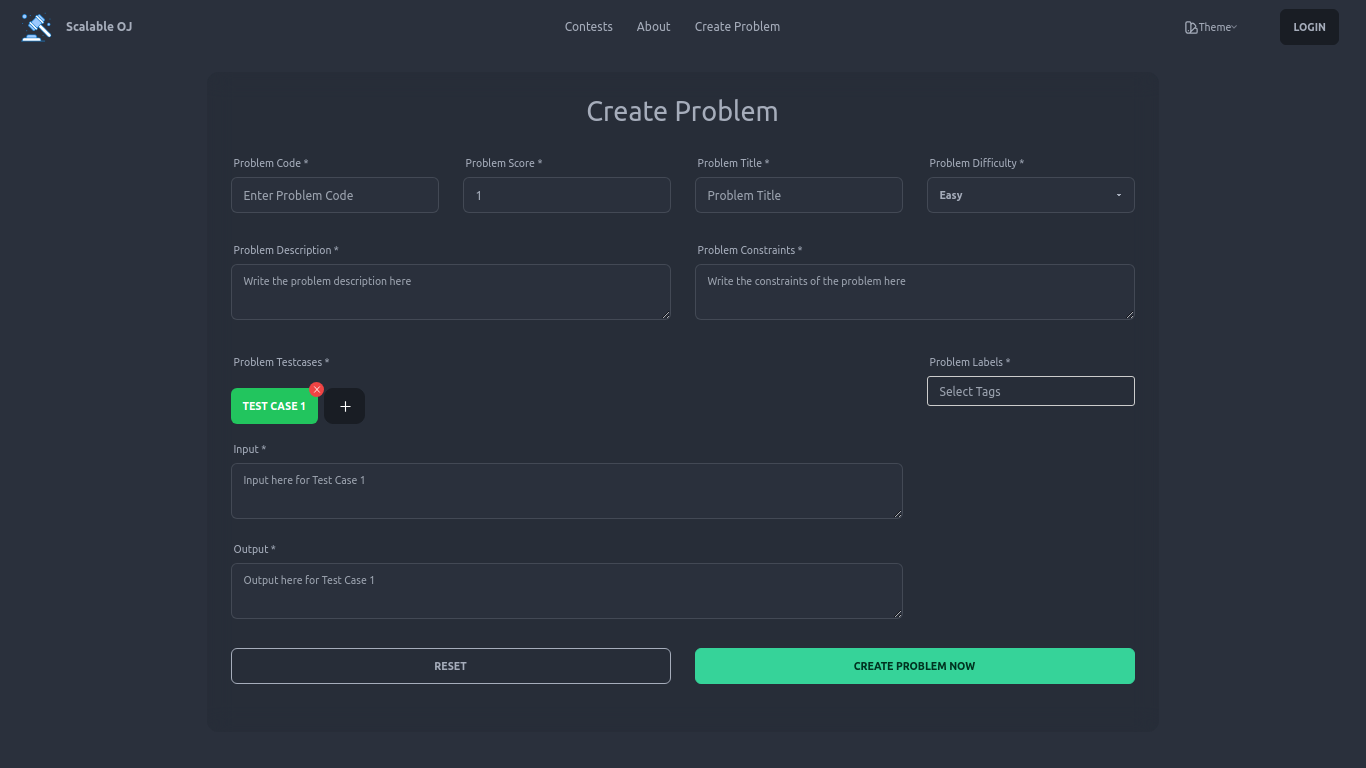 Scalable OJ
Contests
About
Create Problem
Theme
LOGIN
Create Problem
Problem Code *
Problem Score *
Problem Title *
Problem Difficulty *
Enter Problem Code
1
Problem Title
Easy
Problem Description *
Problem Constraints *
Write the problem description here
Write the constraints of the problem here
Problem Testcases *
Problem Labels *
TEST CASE 1
+
Select Tags
Input *
Input here for Test Case 1
Output *
Output here for Test Case 1
RESET
CREATE PROBLEM NOW